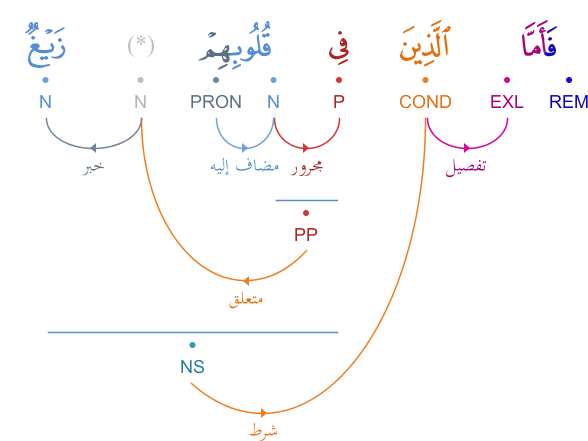 فَأَمَّا ٱلَّذِينَ فِى قُلُوبِهِمْ (*) زَيْغٌ
REM EXL COND P N PRON N N
تفصيل مجرور مضاف إليه خبر
PP
متعلق
NS
شرط